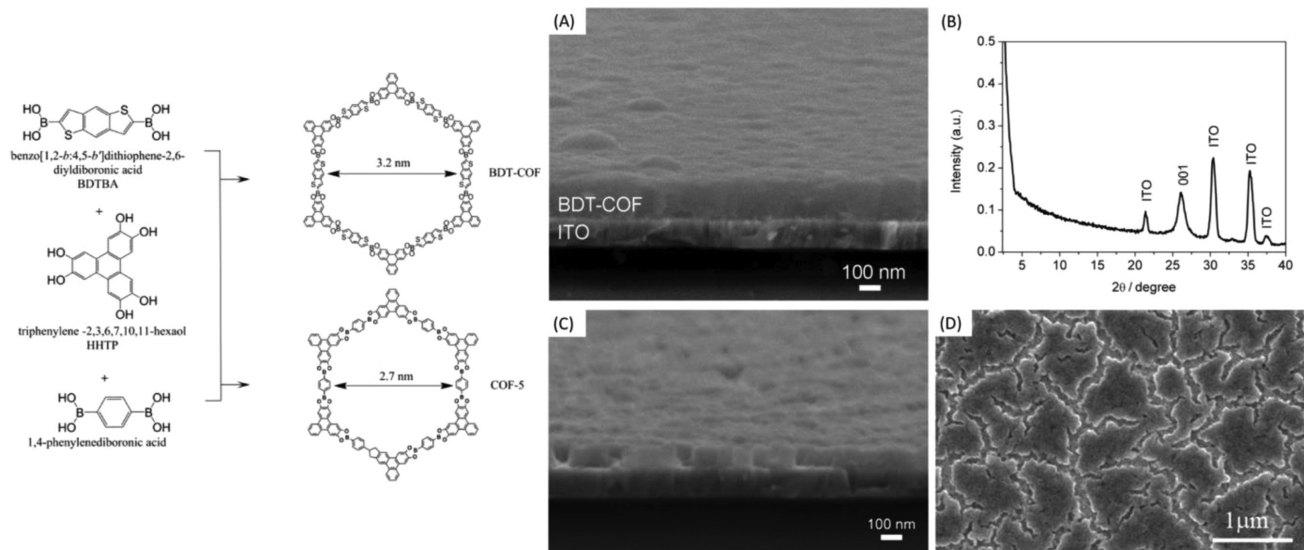 HO
OH
B
S
S
B
HO
OH
benzo[1,2-b:4,5-b']dithiophene-2,6-
diyldiboronic acid
BDTBA
+
OH
HO
OH
HO
OH
OH
triphenylene -2,3,6,7,10,11-hexaol
HHTP
+
HO
OH
B
B
HO
OH
1,4-phenylenediboronic acid
3.2 nm
BDT-COF
2.7 nm
COF-5
(A)
BDT-COF
ITO
100 nm
(B)
Intensity (a.u.)
0.5
0.4
0.3
0.2
0.1
0.0
ITO
001
ITO
ITO
ITO
5
10
15
20
25
30
35
40
2θ / degree
(C)
100 nm
(D)
1μm